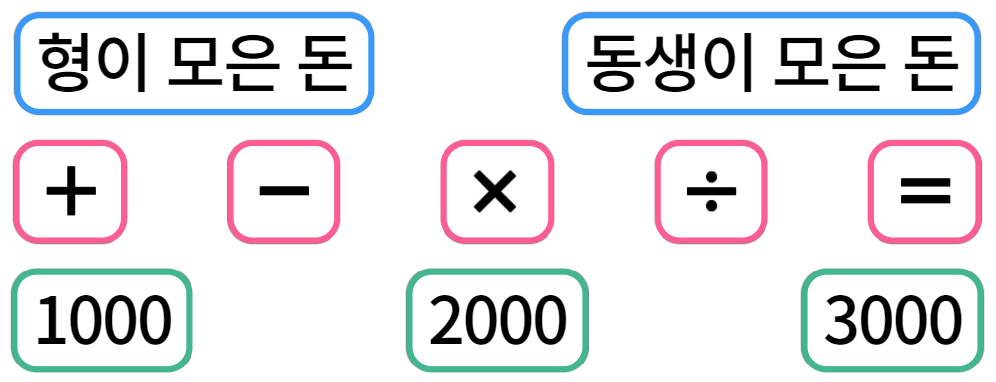 형이 모은 돈 동생이 모은 돈
+ − × ÷ =
1000 2000 3000